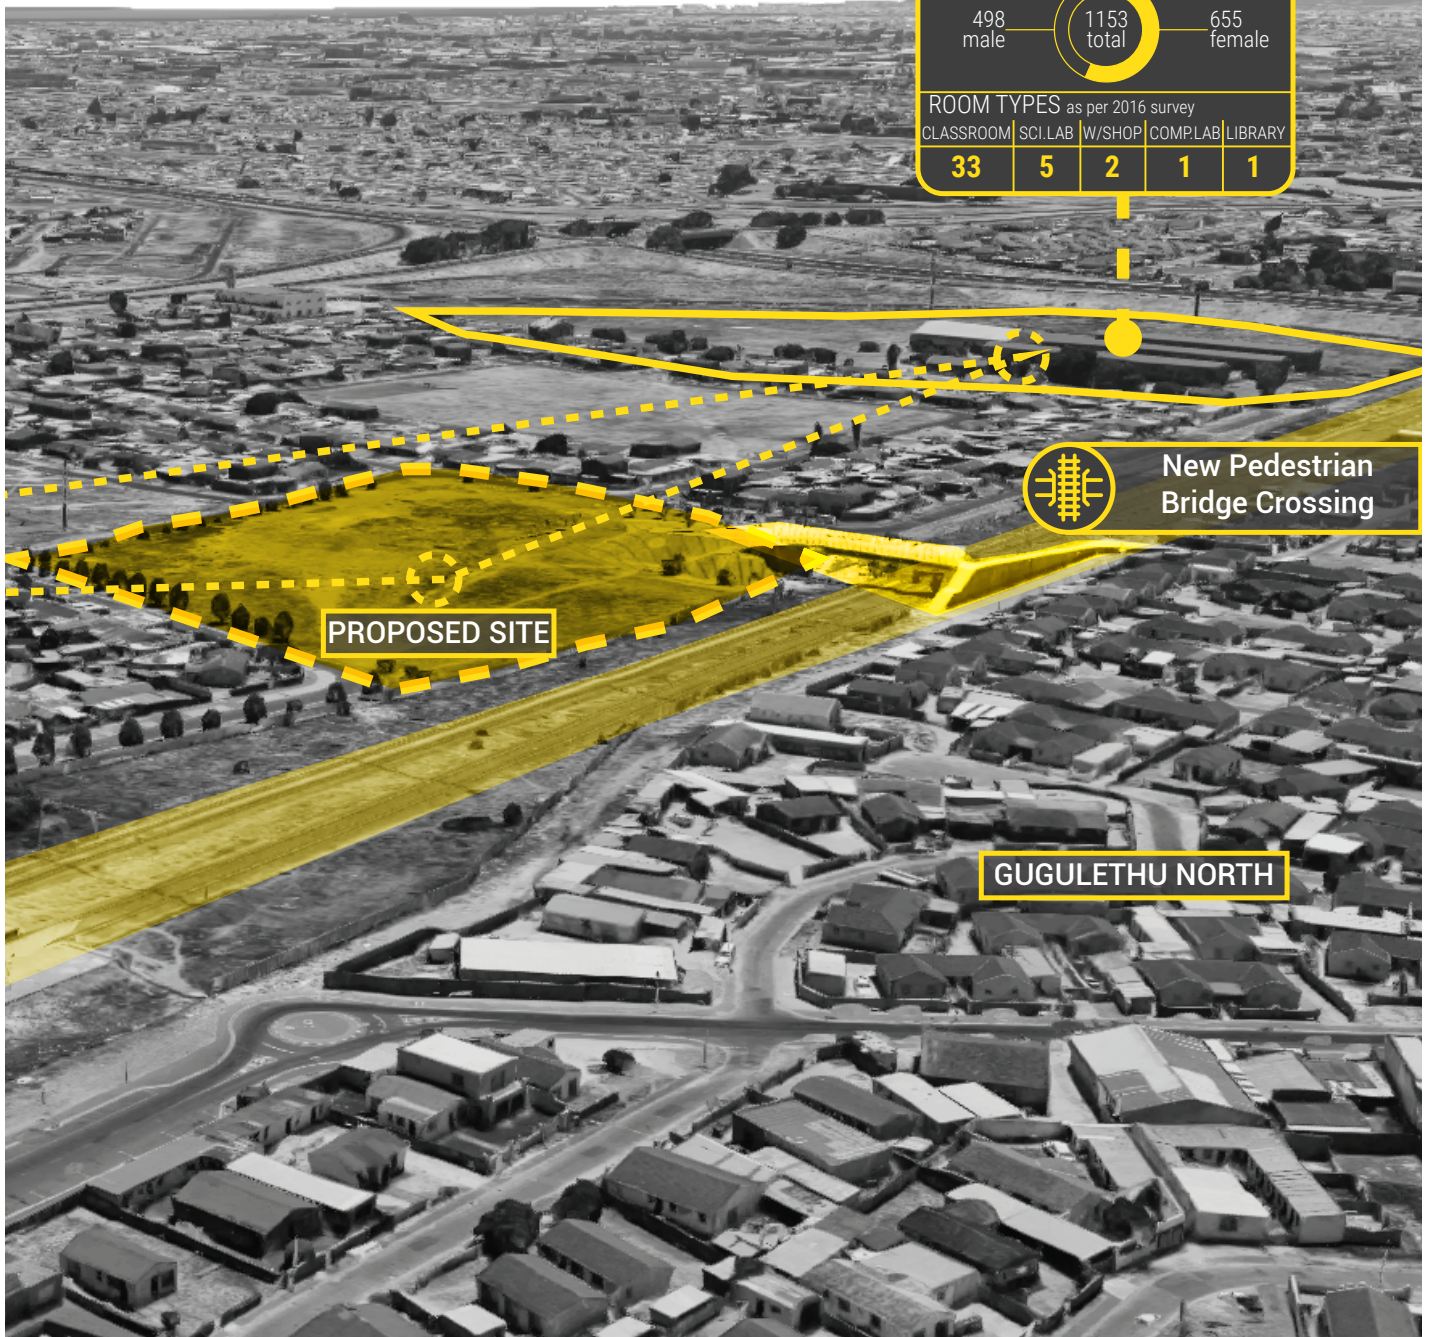 498
male
1153
total
655
female
ROOM TYPES as per 2016 survey
CLASSROOM SCI.LAB W/SHOP COMP.LAB LIBRARY
33 5 2 1 1
New Pedestrian
Bridge Crossing
PROPOSED SITE
GUGULETHU NORTH